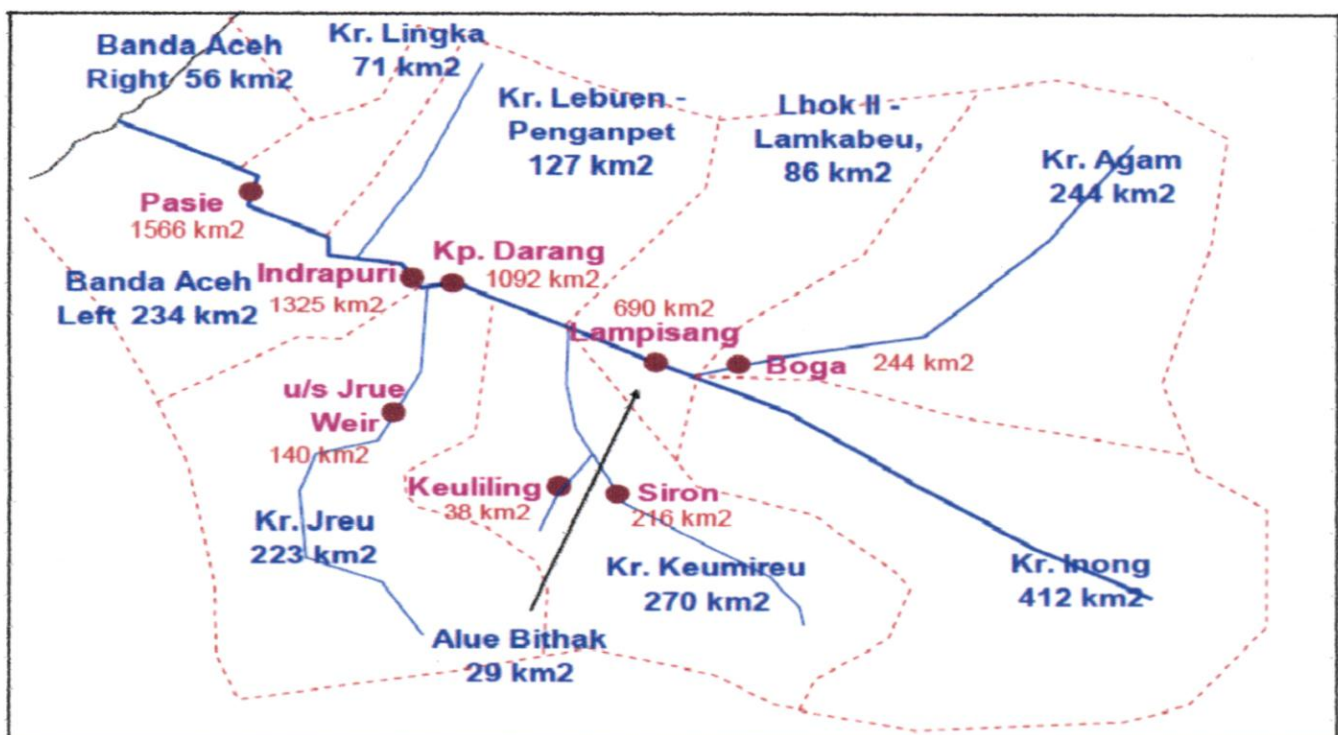 Banda Aceh
Right 56 km2
Kr. Lingka
71 km2
Kr. Lebuen -
Penganpet
127 km2
Lhok II -
Lamkabeu,
86 km2
Kr. Agam
244 km2
Pasie
1566 km2
Kp. Darang
1092 km2
Indrapuri
1325 km2
Banda Aceh
Left 234 km2
690 km2
Lampisang
Boga
244 km2
u/s Jrue
Weir
140 km2
Keuliling
38 km2
Siron
216 km2
Kr. Jreu
223 km2
Kr. Keumireu
270 km2
Kr. Inong
412 km2
Alue Bithak
29 km2